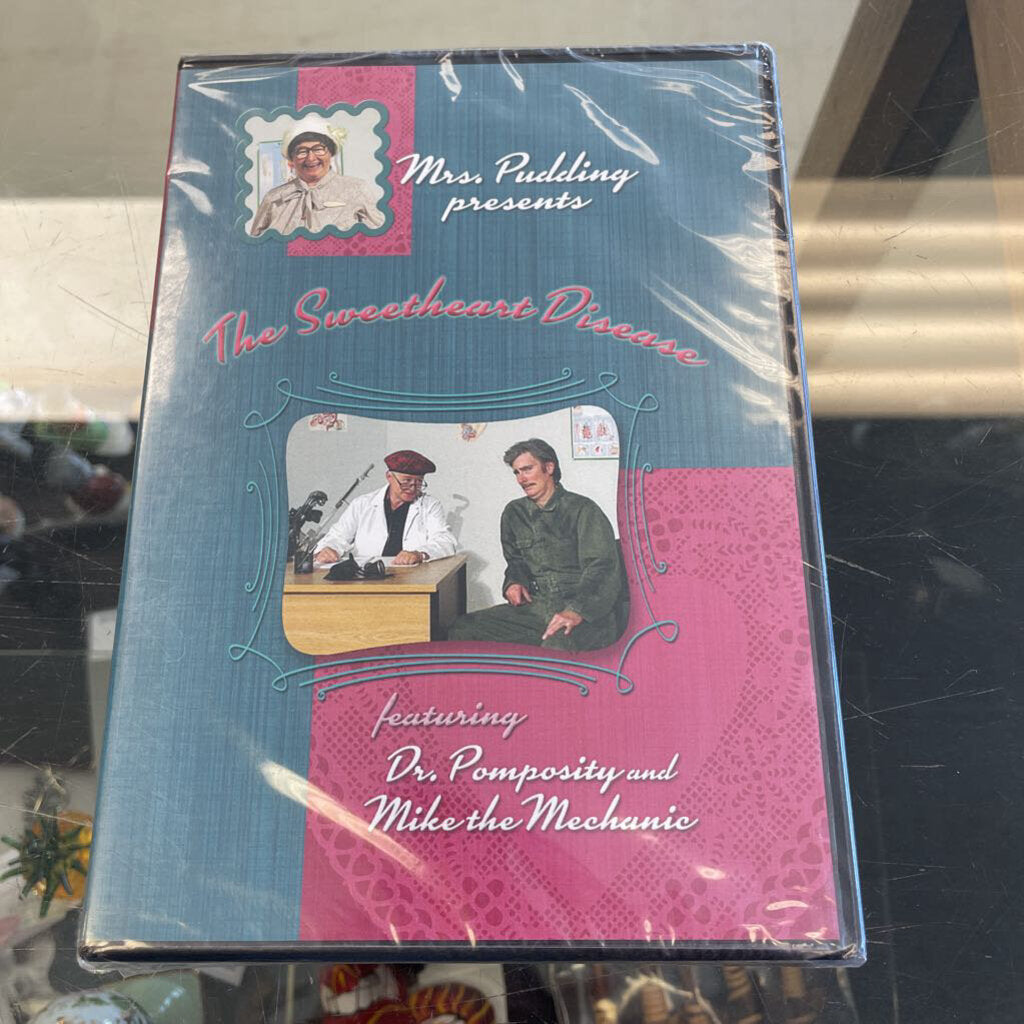 Mrs. Pudding
presents
The Sweetheart Disease
featuring
Dr. Pomposity and
Mike the Mechanic